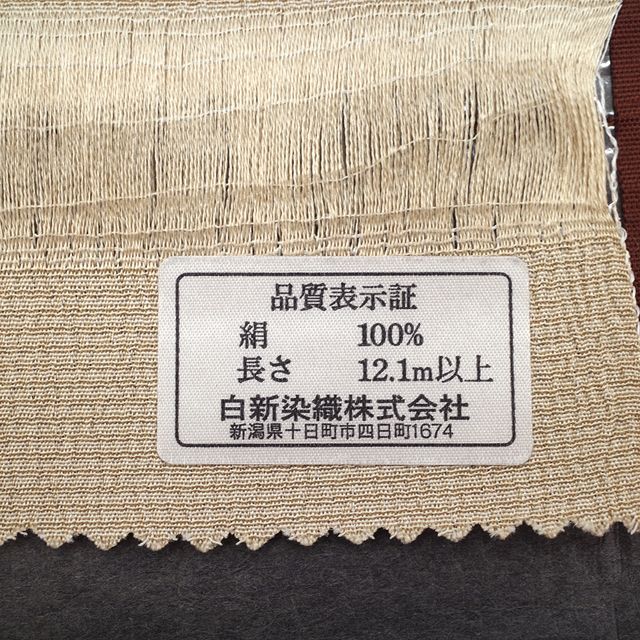 品質表示証
絹 100%
長さ 12.1m以上
白新染織株式会社
新潟県十日町市四日町1674